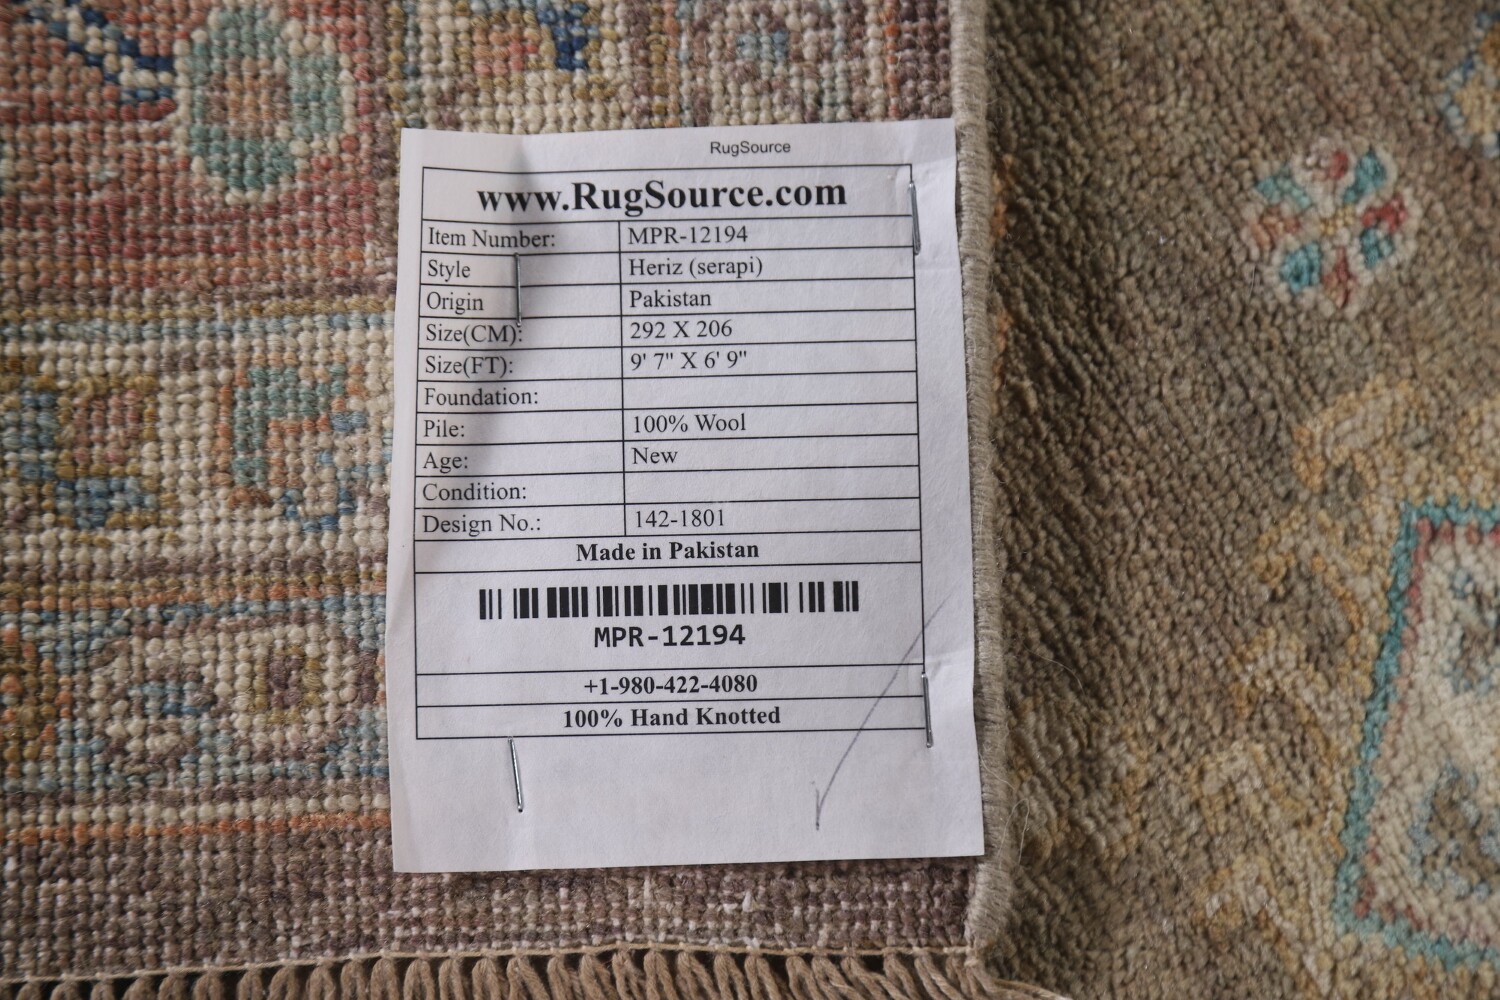 RugSource
www.RugSource.com
Item Number: MPR-12194
Style Heriz (serapi)
Origin Pakistan
Size(CM): 292 X 206
Size(FT): 9' 7" X 6' 9"
Foundation:
Pile: 100% Wool
Age: New
Condition:
Design No.: 142-1801
Made in Pakistan
MPR-12194
+1-980-422-4080
100% Hand Knotted